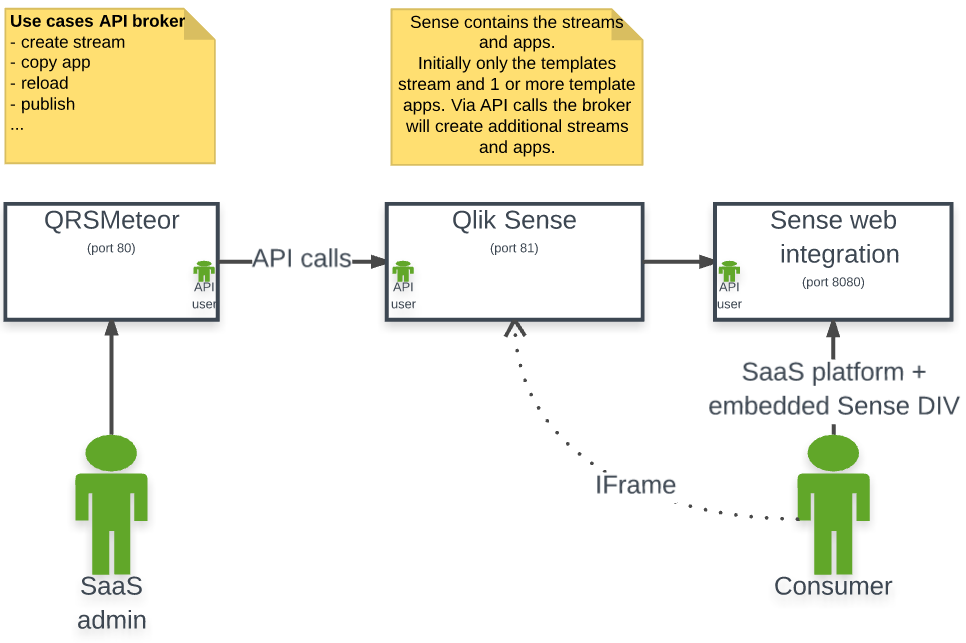 Use cases API broker
- create stream
- copy app
- reload
- publish
...
Sense contains the streams
and apps.
Initially only the templates
stream and 1 or more template
apps. Via API calls the broker
will create additional streams
and apps.
QRSMeteor
(port 80)
API
user
API calls
Qlik Sense
(port 81)
API
user
Sense web
integration
(port 8080)
API
user
SaaS platform +
embedded Sense DIV
IFrame
SaaS
admin
Consumer